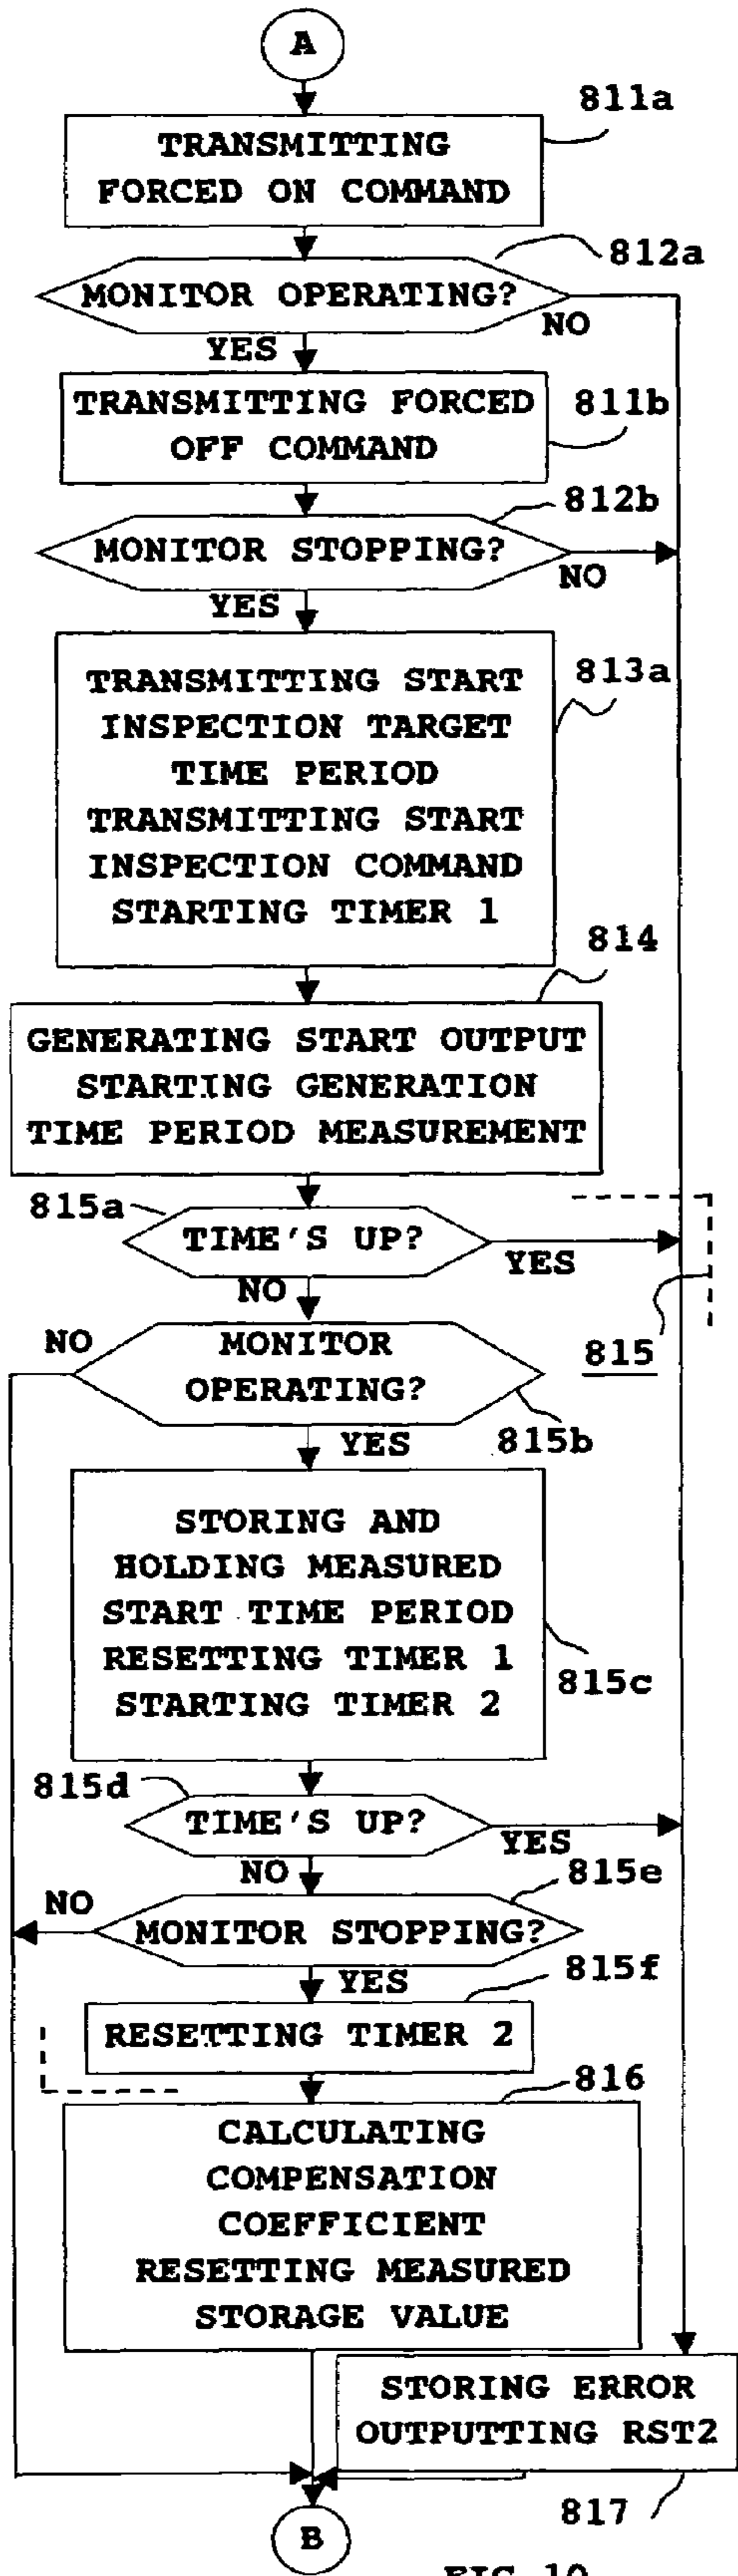 A
811a
TRANSMITTING
FORCED ON COMMAND
812a
MONITOR OPERATING?
NO
YES
TRANSMITTING FORCED
OFF COMMAND
811b
812b
MONITOR STOPPING?
NO
YES
813a
TRANSMITTING START
INSPECTION TARGET
TIME PERIOD
TRANSMITTING START
INSPECTION COMMAND
STARTING TIMER 1
814
GENERATING START OUTPUT
STARTING GENERATION
TIME PERIOD MEASUREMENT
815a
TIME'S UP?
YES
NO
815
NO
MONITOR
OPERATING?
815b
YES
STORING AND
HOLDING MEASURED
START TIME PERIOD
RESETTING TIMER 1
STARTING TIMER 2
815c
815d
TIME'S UP?
YES
NO
815e
NO
MONITOR STOPPING?
YES
815f
RESETTING TIMER 2
816
CALCULATING
COMPENSATION
COEFFICIENT
RESETTING MEASURED
STORAGE VALUE
STORING ERROR
OUTPUTTING RST2
817
B
FIG 10